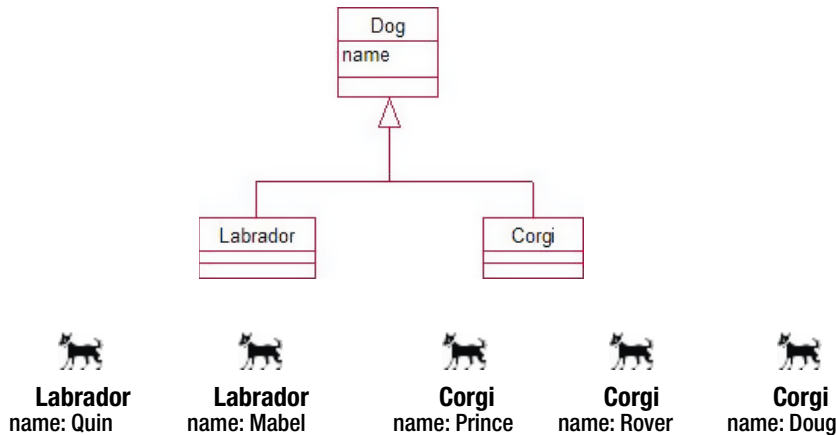 Dog
name
Labrador
Corgi
Labrador
name: Quin
Labrador
name: Mabel
Corgi
name: Prince
Corgi
name: Rover
Corgi
name: Doug